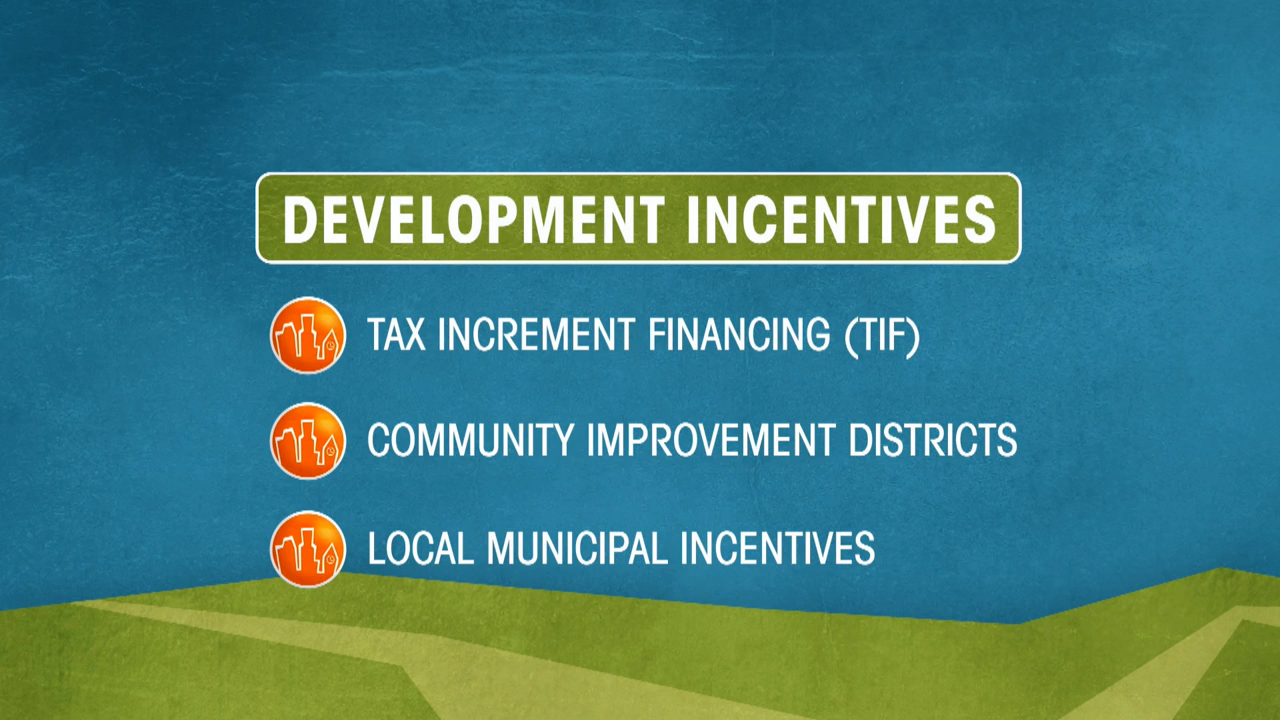 DEVELOPMENT INCENTIVES
TAX INCREMENT FINANCING (TIF)
COMMUNITY IMPROVEMENT DISTRICTS
LOCAL MUNICIPAL INCENTIVES